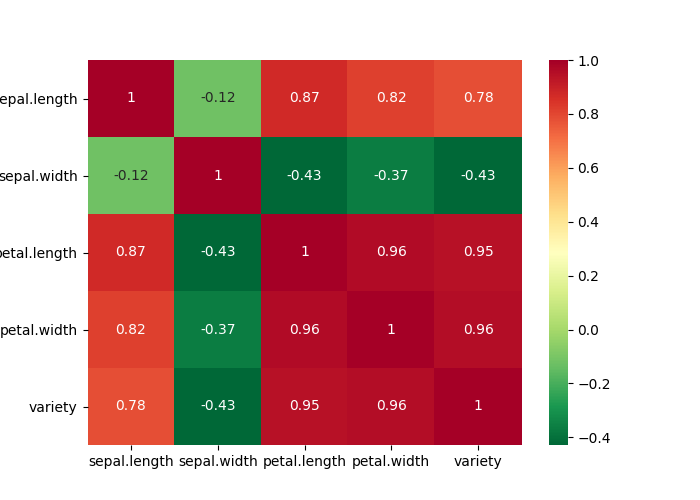 1.0
epal.length 1 -0.12 0.87 0.82 0.78
0.8
sepal.width -0.12 1 -0.43 -0.37 -0.43
0.6
0.4
petal.length 0.87 -0.43 1 0.96 0.95
0.2
petal.width 0.82 -0.37 0.96 1 0.96
0.0
−0.2
variety 0.78 -0.43 0.95 0.96 1
−0.4
sepal.length sepal.width petal.length petal.width variety